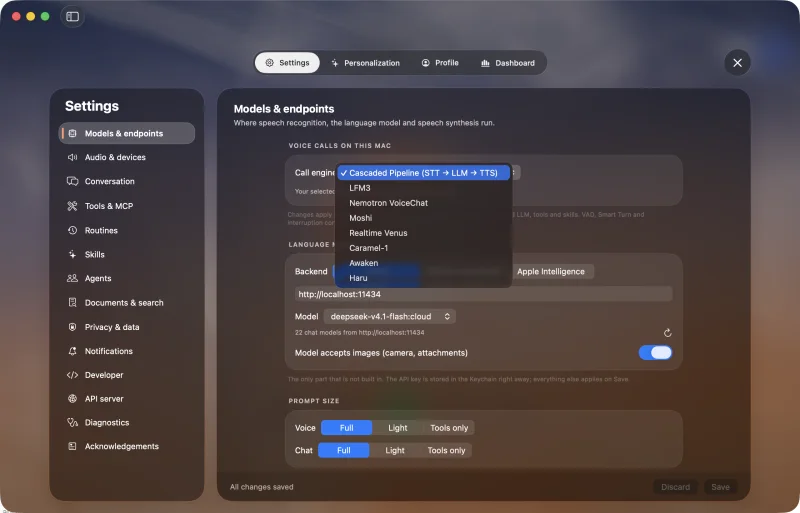 Settings
Personalization
Profile
Dashboard
Settings
Models & endpoints
Audio & devices
Conversation
Tools & MCP
Routines
Skills
Agents
Documents & search
Privacy & data
Notifications
Developer
API server
Diagnostics
Acknowledgements
Models & endpoints
Where speech recognition, the language model and speech synthesis run.
VOICE CALLS ON THIS MAC
Call engine
✓ Cascaded Pipeline (STT → LLM → TTS)
LFM3
Nemotron VoiceChat
Moshi
Realtime Venus
Caramel-1
Awaken
Haru
Your selected
Changes apply
LLM, tools and skills. VAD, Smart Turn and
interruption
LANGUAGE
Backend
Apple Intelligence
http://localhost:11434
Model deepseek-v4.1-flash:cloud
22 chat models from http://localhost:11434
Model accepts images (camera, attachments)
The only part that is not built in. The API key is stored in the Keychain right away; everything else applies on Save
PROMPT SIZE
Voice Full Light Tools only
Chat Full Light Tools only
All changes saved
Discard
Save